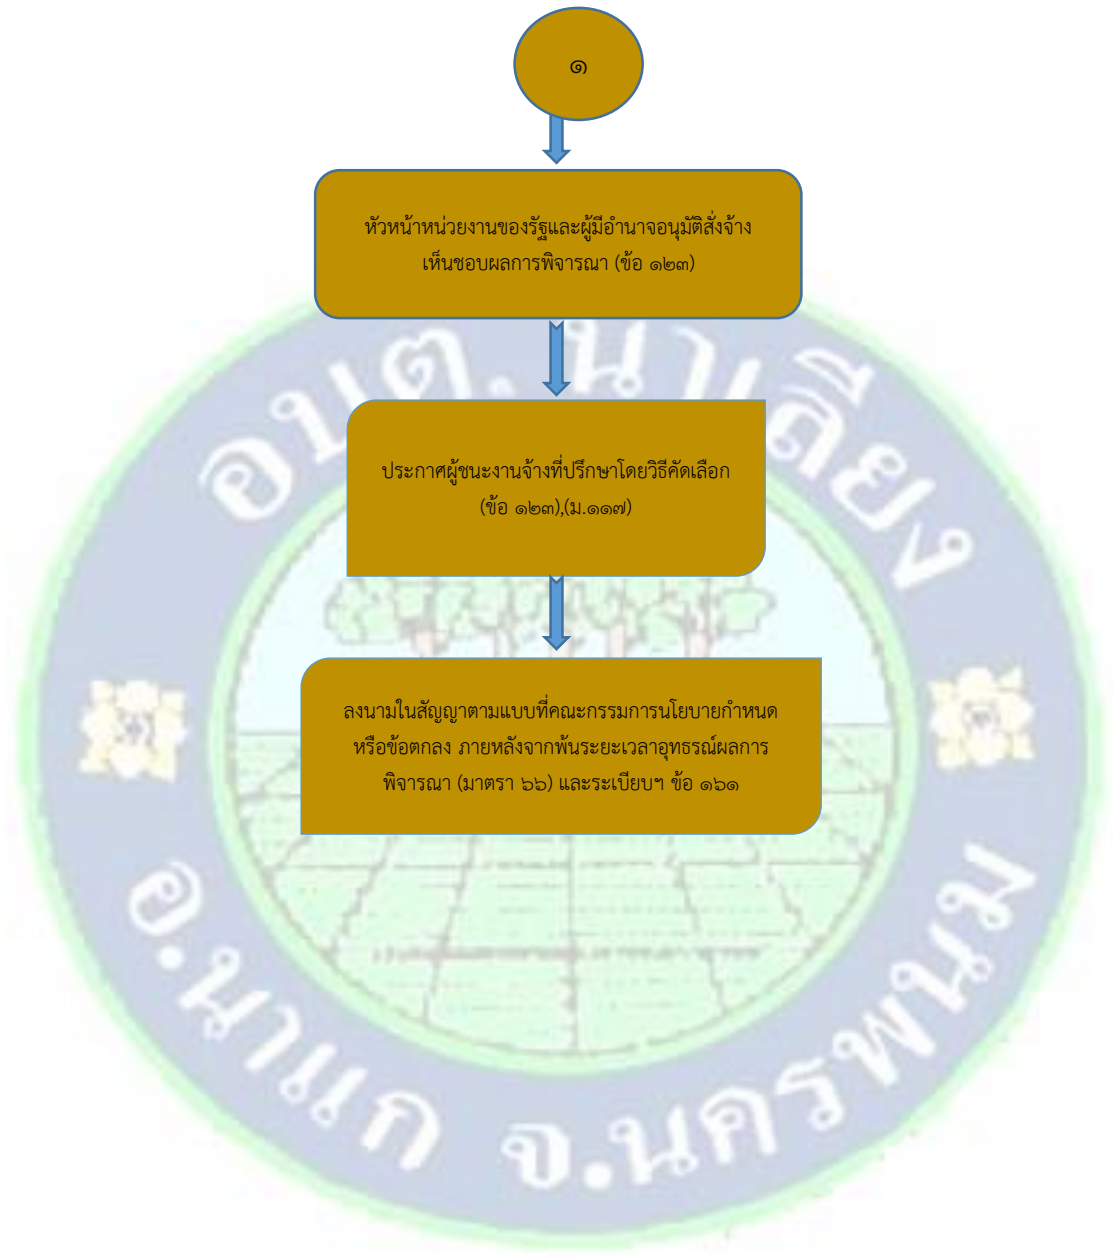 ๑
หัวหน้าหน่วยงานของรัฐและผู้มีอำนาจอนุมัติสั่งจ้าง
เห็นชอบผลการพิจารณา (ข้อ ๑๒๓)
ประกาศผู้ชนะงานจ้างที่ปรึกษาโดยวิธีคัดเลือก
(ข้อ ๑๒๓),(ม.๑๑๗)
ลงนามในสัญญาตามแบบที่คณะกรรมการนโยบายกำหนด
หรือข้อตกลง ภายหลังจากพ้นระยะเวลาอุทธรณ์ผลการ
พิจารณา (มาตรา ๖๖) และระเบียบฯ ข้อ ๑๖๑
อบต. นาเลียง
อ.นาแก จ.นครพนม